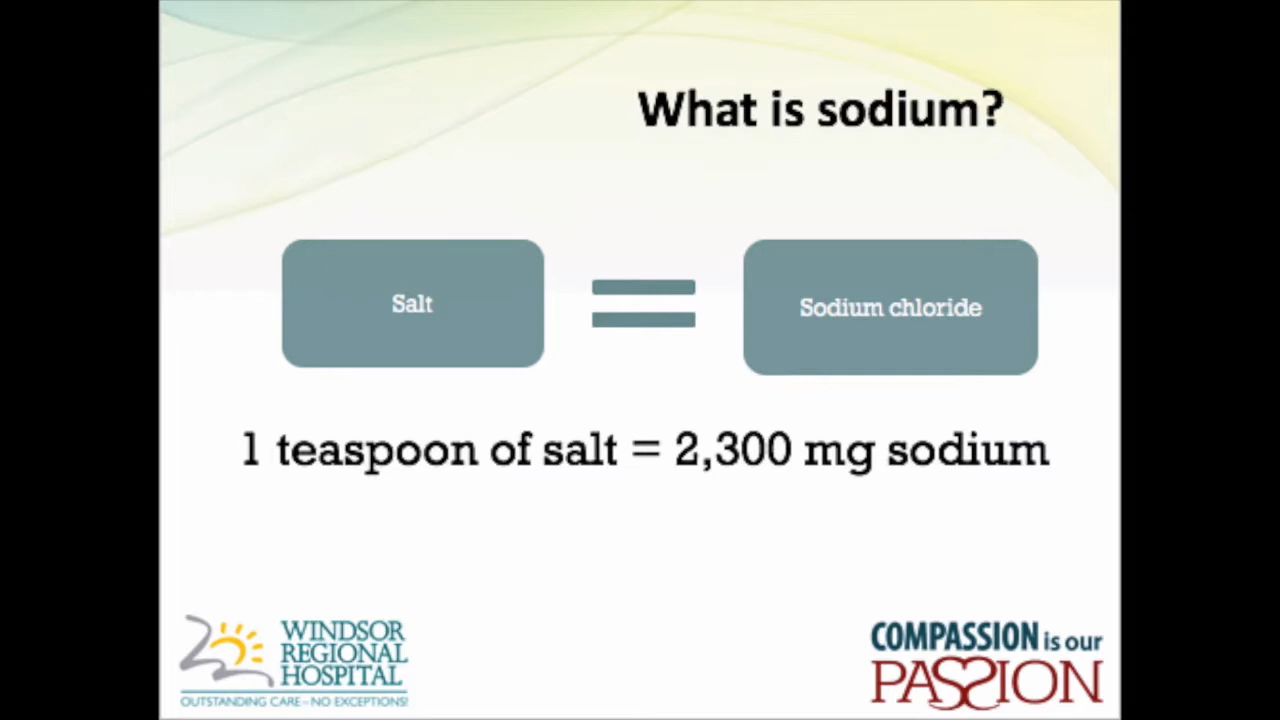 What is sodium?
Salt
Sodium chloride
1 teaspoon of salt = 2,300 mg sodium
WINDSOR
REGIONAL
HOSPITAL
OUTSTANDING CARE – NO EXCEPTIONS!
COMPASSION is our
PASSION